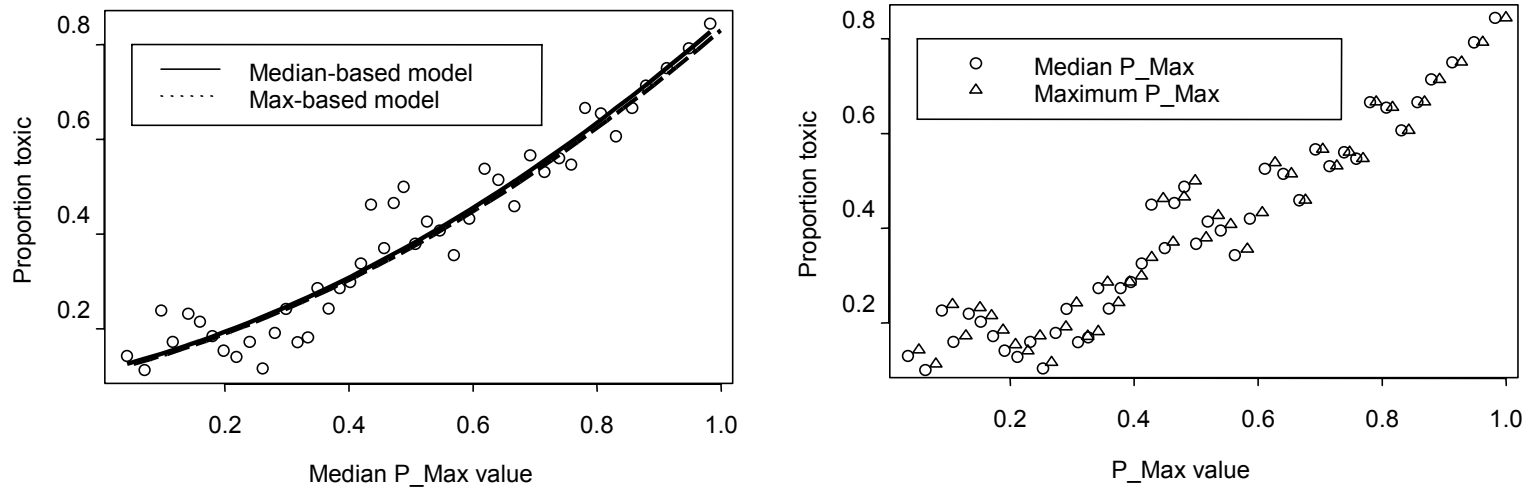 0.8
0.6
0.4
0.2
Proportion toxic
Median-based model
Max-based model
0.2 0.4 0.6 0.8 1.0
Median P_Max value
0.8
0.6
0.4
0.2
Proportion toxic
Median P_Max
Maximum P_Max
0.2 0.4 0.6 0.8 1.0
P_Max value